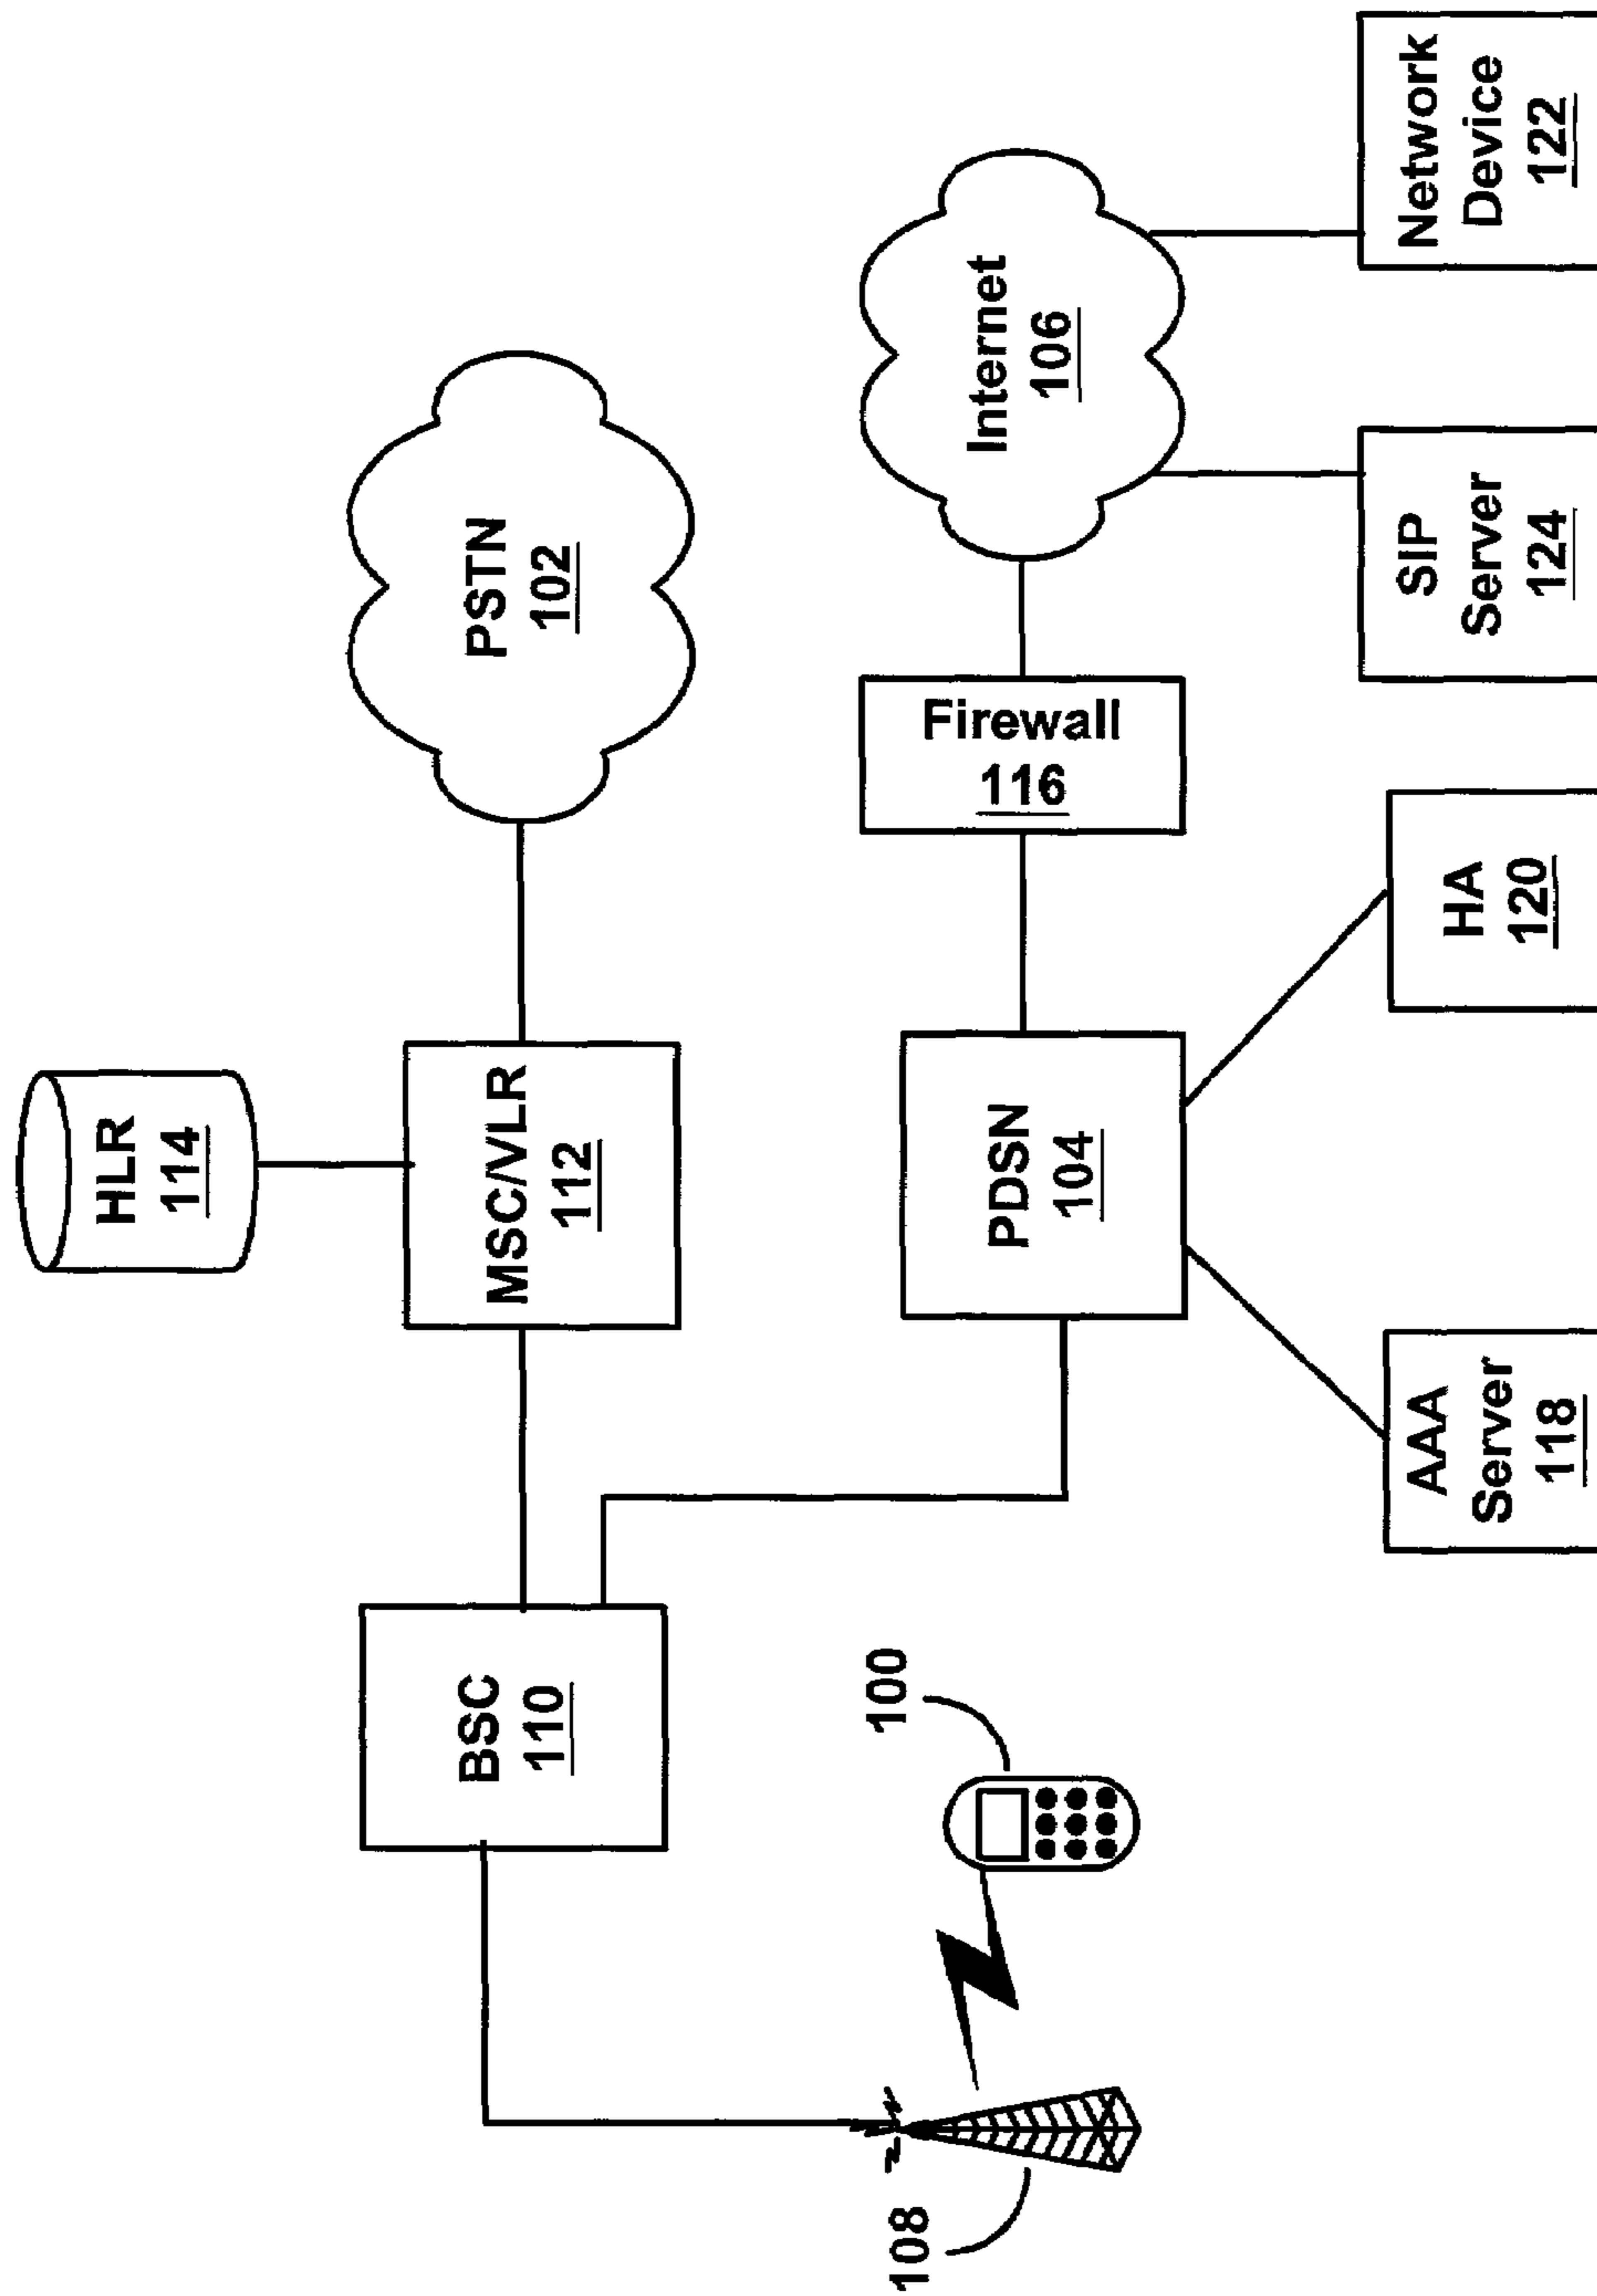 HLR
114
MSC/VLR
112
PSTN
102
BSC
110
PDSN
104
Firewall
116
Internet
106
100
108
AAA
Server
118
HA
120
SIP
Server
124
Network
Device
122